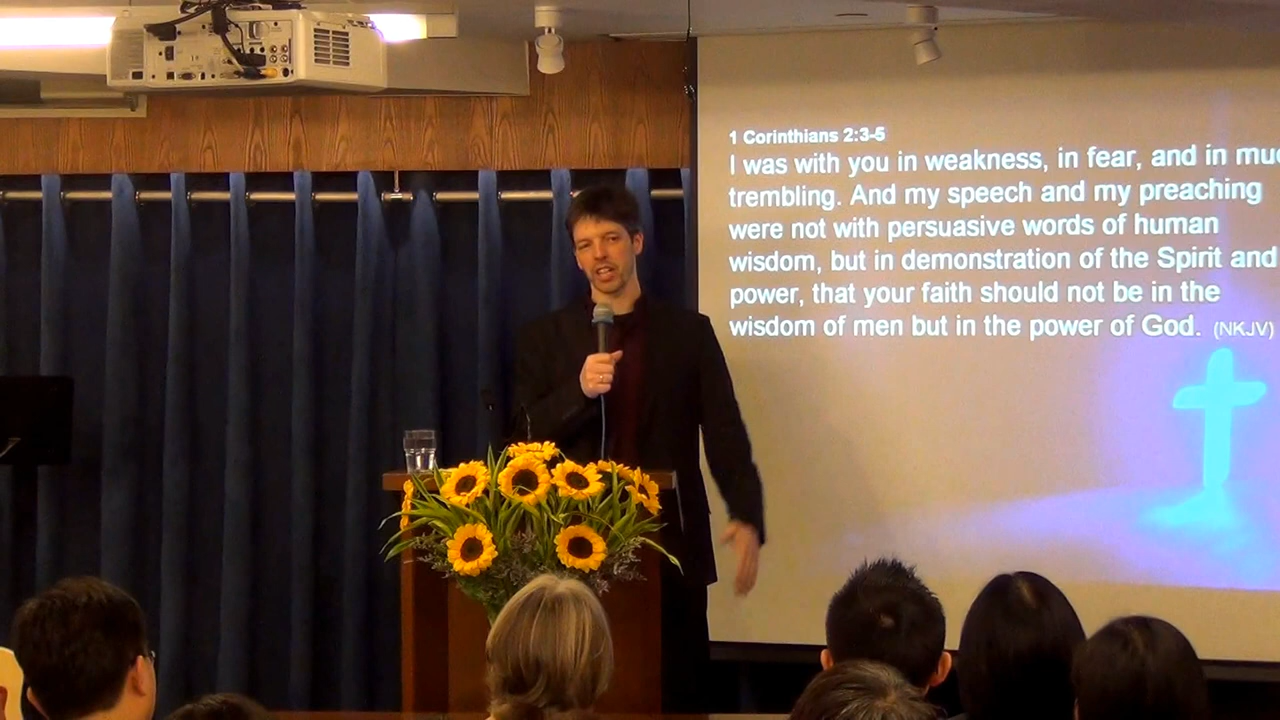 1 Corinthians 2:3-5
I was with you in weakness, in fear, and in
trembling. And my speech and my preaching
were not with persuasive words of human
wisdom, but in demonstration of the Spirit and
power, that your faith should not be in the
wisdom of men but in the power of God. (NKJV)